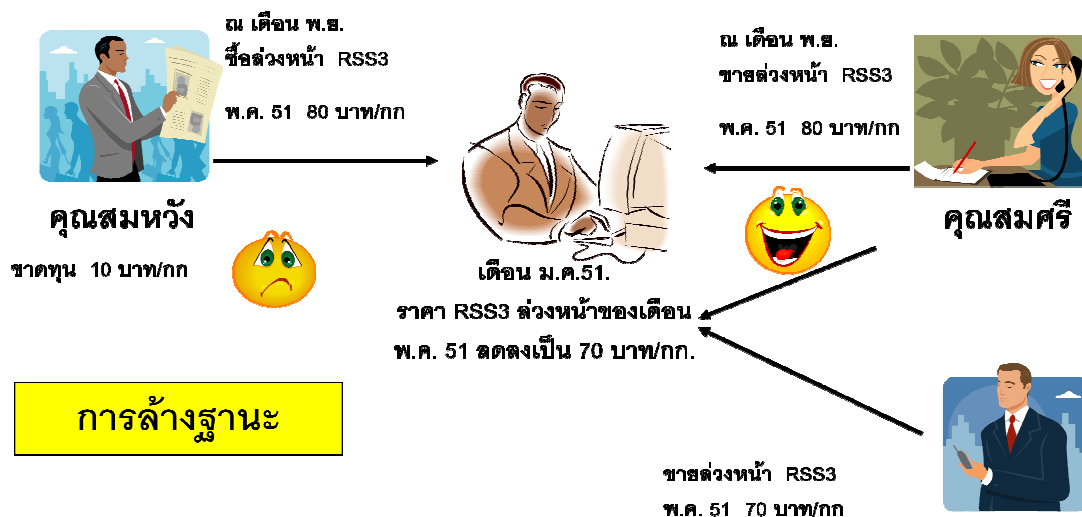 ณ เดือน พ.ย.
ซื้อล่วงหน้า RSS3
พ.ค. 51 80 บาท/กก
คุณสมหวัง
ขาดทุน 10 บาท/กก
ณ เดือน พ.ย.
ขายล่วงหน้า RSS3
พ.ค. 51 80 บาท/กก
คุณสมศรี
เดือน ม.ค.51.
ราคา RSS3 ล่วงหน้าของเดือน
พ.ค. 51 ลดลงเป็น 70 บาท/กก.
การล้างฐานะ
ขายล่วงหน้า RSS3
พ.ค. 51 70 บาท/กก